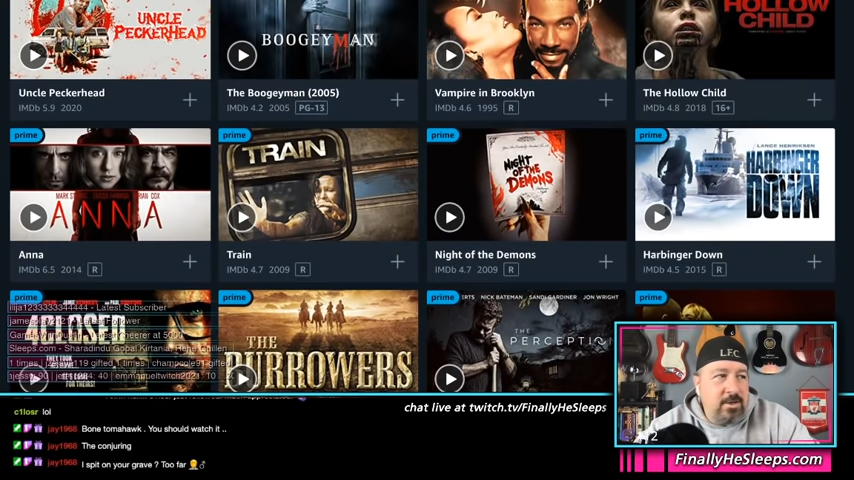 UNCLE
PECKERHEAD
BOOGEYMAN
HOLLOW
CHILD
Uncle Peckerhead
IMDb 5.9 2020
The Boogeyman (2005)
IMDb 4.2 2005 PG-13
Vampire in Brooklyn
IMDb 4.6 1995 R
The Hollow Child
IMDb 4.8 2018 16+
prime
prime
prime
prime
ANNA
TRAIN
NIGHT
OF THE
DEMONS
LANCE HENRIKSEN
HARBINGER
DOWN
Anna
IMDb 6.5 2014 R
Train
IMDb 4.7 2009 R
Night of the Demons
IMDb 4.7 2009 R
Harbinger Down
IMDb 4.5 2015 R
prime
prime
prime
prime
- Latest Subscriber
THE
BURROWERS
NICK BATEMAN SANDI GARDINER JON WRIGHT
THE
PERCEPTION
THEY TOOK
FOR THEIRS!
LFC
chat live at twitch.tv/FinallyHeSleeps
c1losr lol
jay1968 Bone tomahawk . You should watch it ..
jay1968 The conjuring
jay1968 I spit on your grave ? Too far 🤷‍♂️
FinallyHeSleeps.com